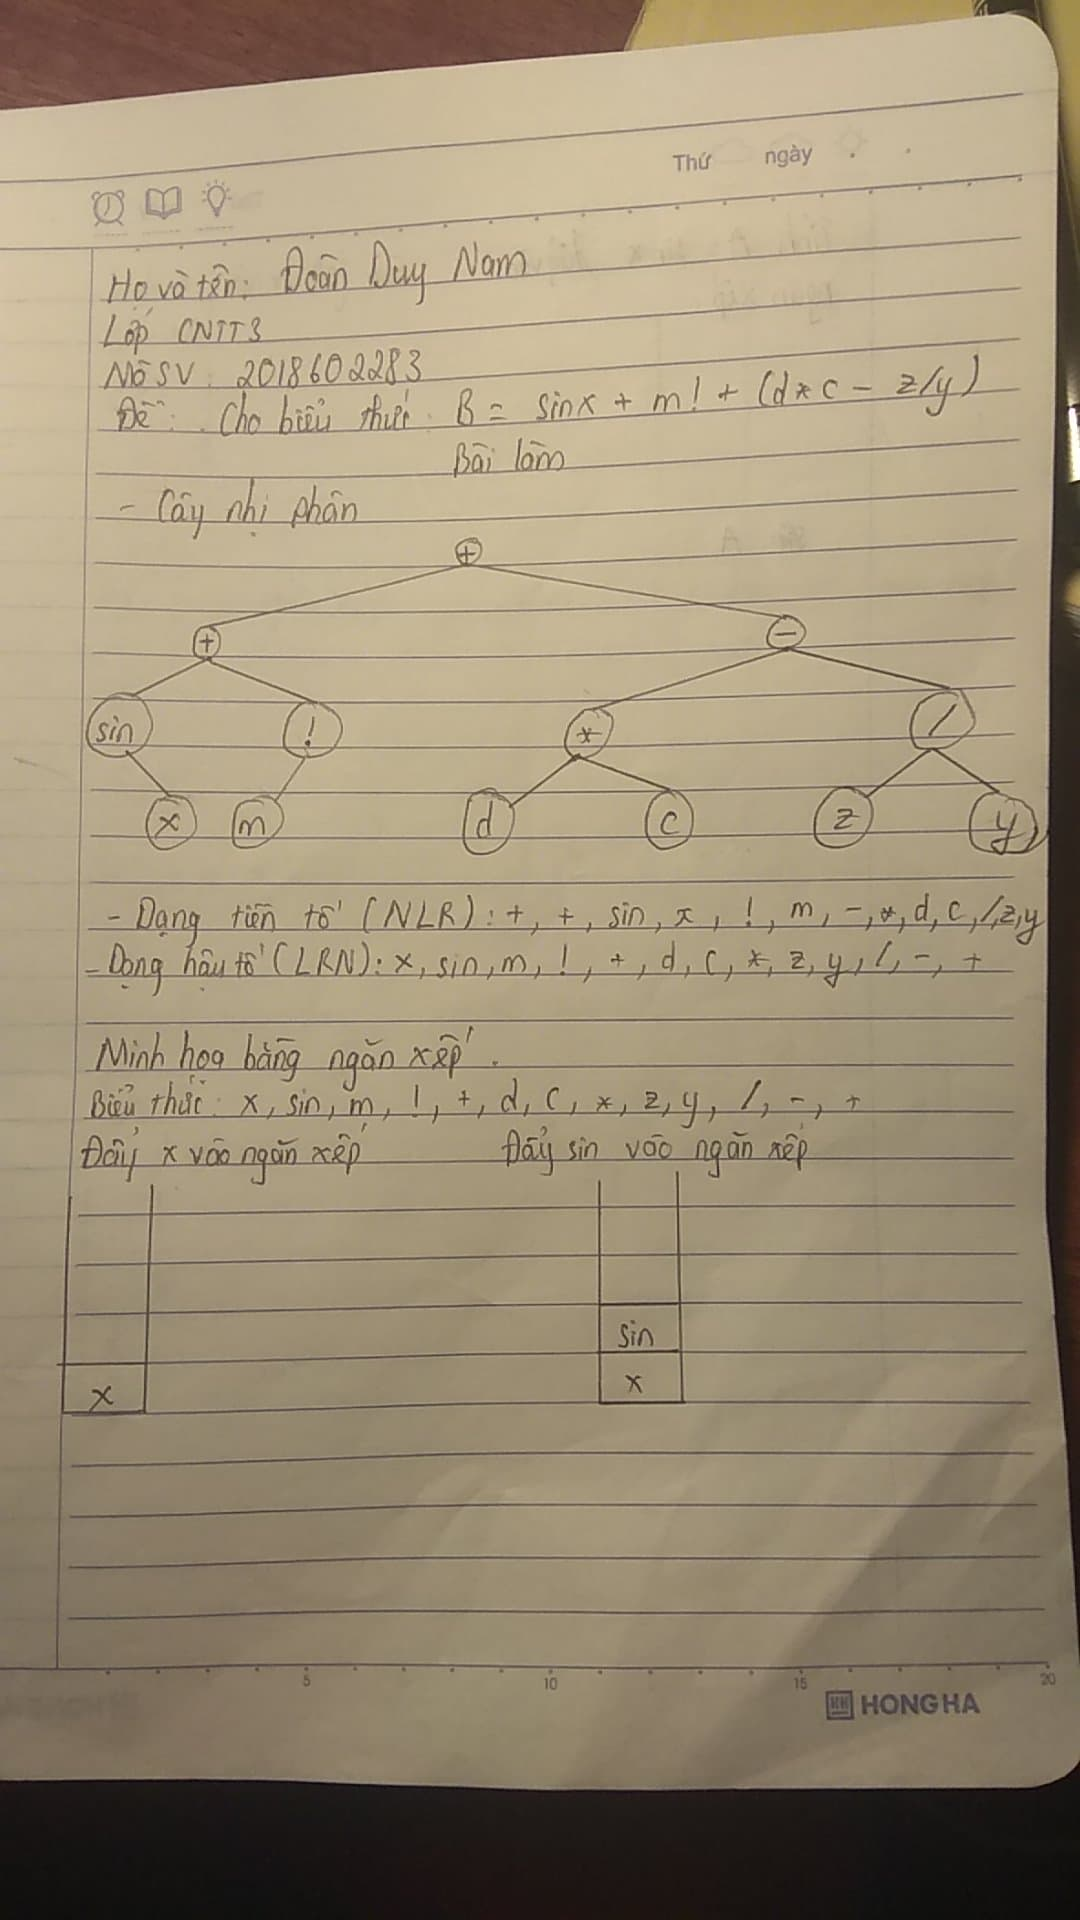 Thứ ngày
Họ và tên: Đoàn Duy Nam
Lớp CNTT3
Mã SV: 2018602283
Đề: Cho biểu thức: B = sinx + m! + (d*c - z/y)
Bài làm
- Cây nhị phân
+
+ -
sin ! * /
x m d c z y
- Dạng tiền tố (NLR): +, +, sin, x, !, m, -, *, d, c, /, z, y
- Dạng hậu tố (LRN): x, sin, m, !, +, d, c, *, z, y, /, -, +
Minh họa bằng ngăn xếp.
Biểu thức: x, sin, m, !, +, d, c, *, z, y, /, -, +
Đẩy x vào ngăn xếp Đẩy sin vào ngăn xếp
sin
x x
5 10 15 20
HONG HA